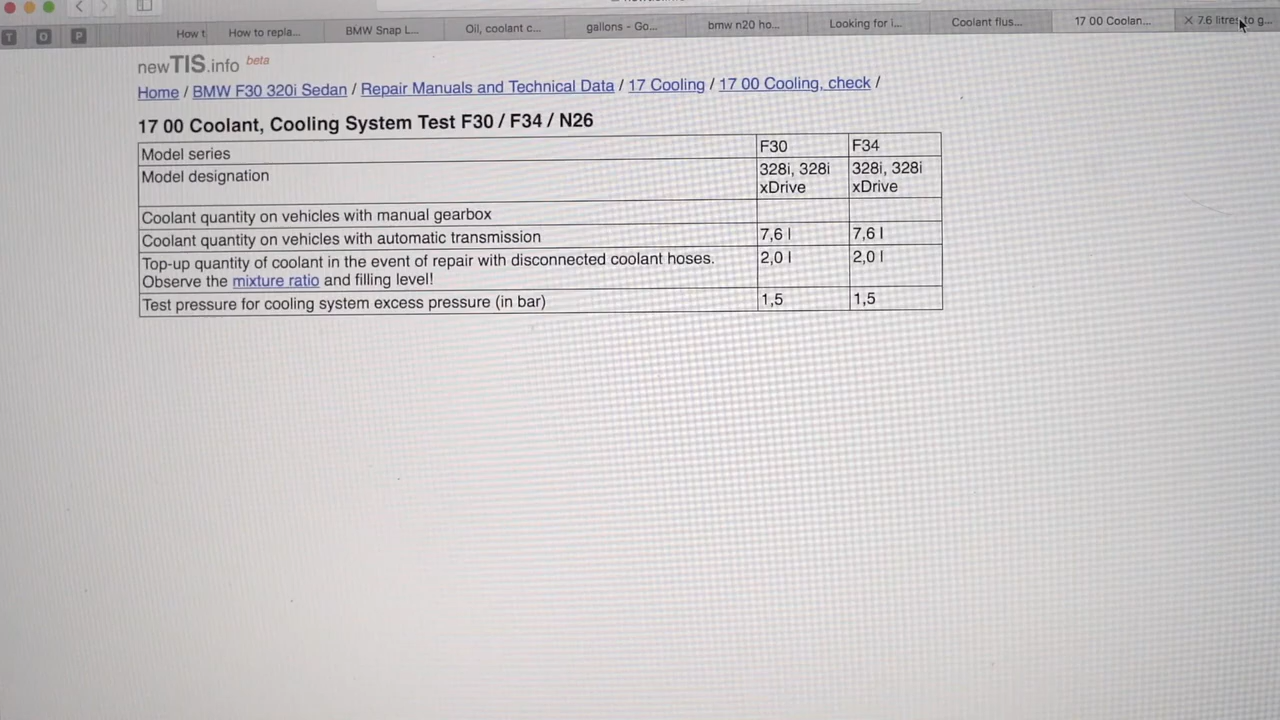 How t
How to repla...
BMW Snap L...
Oil, coolant c...
gallons - Go...
bmw n20 ho...
Looking for i...
Coolant flus...
17 00 Coolan...
7.6 litres to g...
T
O
P
newTIS.info beta
Home / BMW F30 320i Sedan / Repair Manuals and Technical Data / 17 Cooling / 17 00 Cooling, check /
17 00 Coolant, Cooling System Test F30 / F34 / N26
Model series F30 F34
Model designation 328i, 328i xDrive 328i, 328i xDrive
Coolant quantity on vehicles with manual gearbox
Coolant quantity on vehicles with automatic transmission 7,6 l 7,6 l
Top-up quantity of coolant in the event of repair with disconnected coolant hoses. 2,0 l 2,0 l
Observe the mixture ratio and filling level!
Test pressure for cooling system excess pressure (in bar) 1,5 1,5